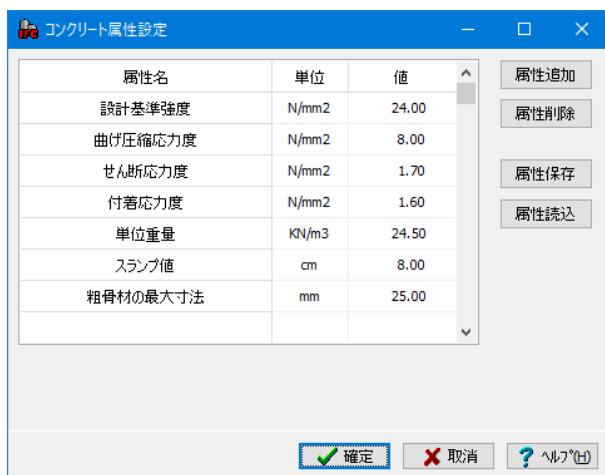 コンクリート属性設定
属性名 単位 値
設計基準強度 N/mm2 24.00
曲げ圧縮応力度 N/mm2 8.00
せん断応力度 N/mm2 1.70
付着応力度 N/mm2 1.60
単位重量 KN/m3 24.50
スランプ値 cm 8.00
粗骨材の最大寸法 mm 25.00
属性追加
属性削除
属性保存
属性読込
確定 取消 ヘルプ(H)